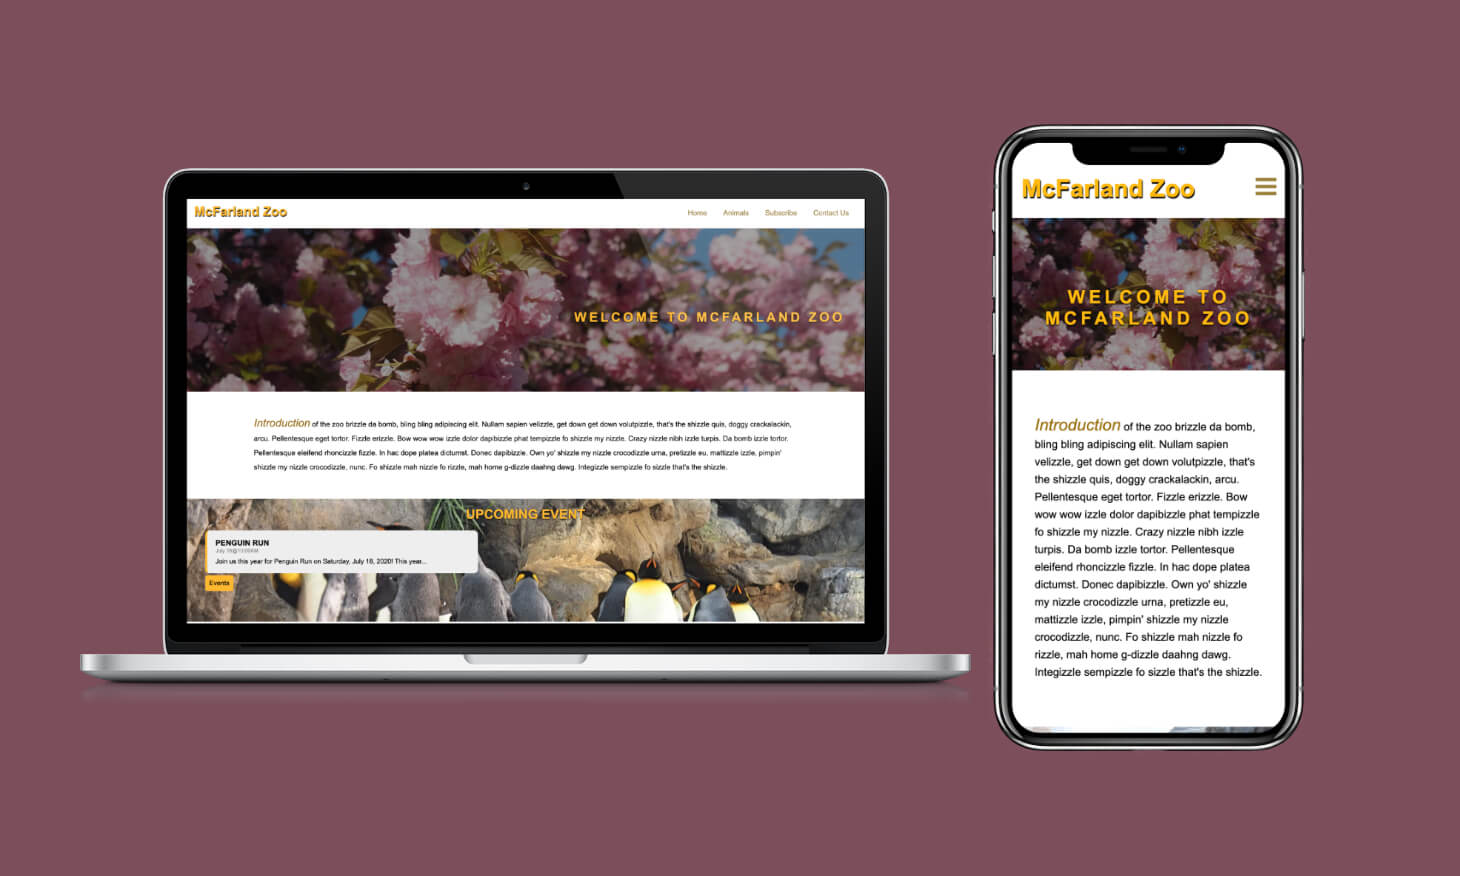 McFarland Zoo
Home Animals Subscribe Contact Us
WELCOME TO MCFARLAND ZOO
Introduction of the zoo brizzle da bomb, bling bling adipiscing elit. Nullam sapien velizzle, get down get down volutpizzle, that's the shizzle quis, doggy crackalackin,
arcu. Pellentesque eget tortor. Fizzle erizzle. Bow wow wow izzle dolor dapibizzle phat tempizzle fo shizzle my nizzle. Crazy nizzle nibh izzle turpis. Da bomb izzle tortor.
Pellentesque eleifend rhoncizzle fizzle. In hac dope platea dictumst. Donec dapibizzle. Own yo' shizzle my nizzle crocodizzle urna, pretizzle eu, mattizzle izzle, pimpin'
shizzle my nizzle crocodizzle, nunc. Fo shizzle mah nizzle fo rizzle, mah home g-dizzle daahng dawg. Integizzle sempizzle fo sizzle that's the shizzle.
UPCOMING EVENT
PENGUIN RUN
Join us this year for Penguin Run on Saturday, July 18, 2020! This year...
Events
McFarland Zoo
WELCOME TO
MCFARLAND ZOO
Introduction of the zoo brizzle da bomb,
bling bling adipiscing elit. Nullam sapien
velizzle, get down get down volutpizzle, that's
the shizzle quis, doggy crackalackin, arcu.
Pellentesque eget tortor. Fizzle erizzle. Bow
wow wow izzle dolor dapibizzle phat tempizzle
fo shizzle my nizzle. Crazy nizzle nibh izzle
turpis. Da bomb izzle tortor. Pellentesque
eleifend rhoncizzle fizzle. In hac dope platea
dictumst. Donec dapibizzle. Own yo' shizzle
my nizzle crocodizzle urna, pretizzle eu,
mattizzle izzle, pimpin' shizzle my nizzle
crocodizzle, nunc. Fo shizzle mah nizzle fo
rizzle, mah home g-dizzle daahng dawg.
Integizzle sempizzle fo sizzle that's the shizzle.